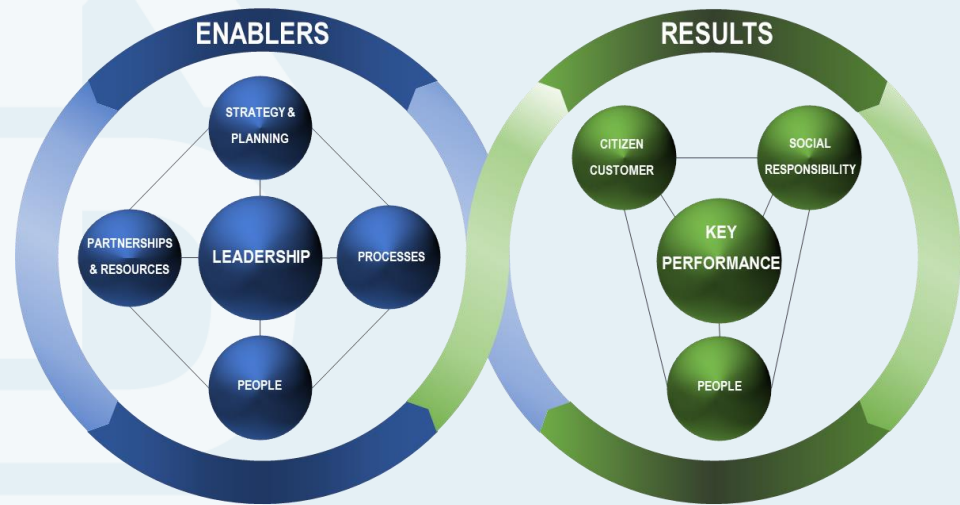 ENABLERS
STRATEGY &
PLANNING
PARTNERSHIPS
& RESOURCES
LEADERSHIP
PROCESSES
PEOPLE
RESULTS
CITIZEN
CUSTOMER
SOCIAL
RESPONSIBILITY
KEY
PERFORMANCE
PEOPLE